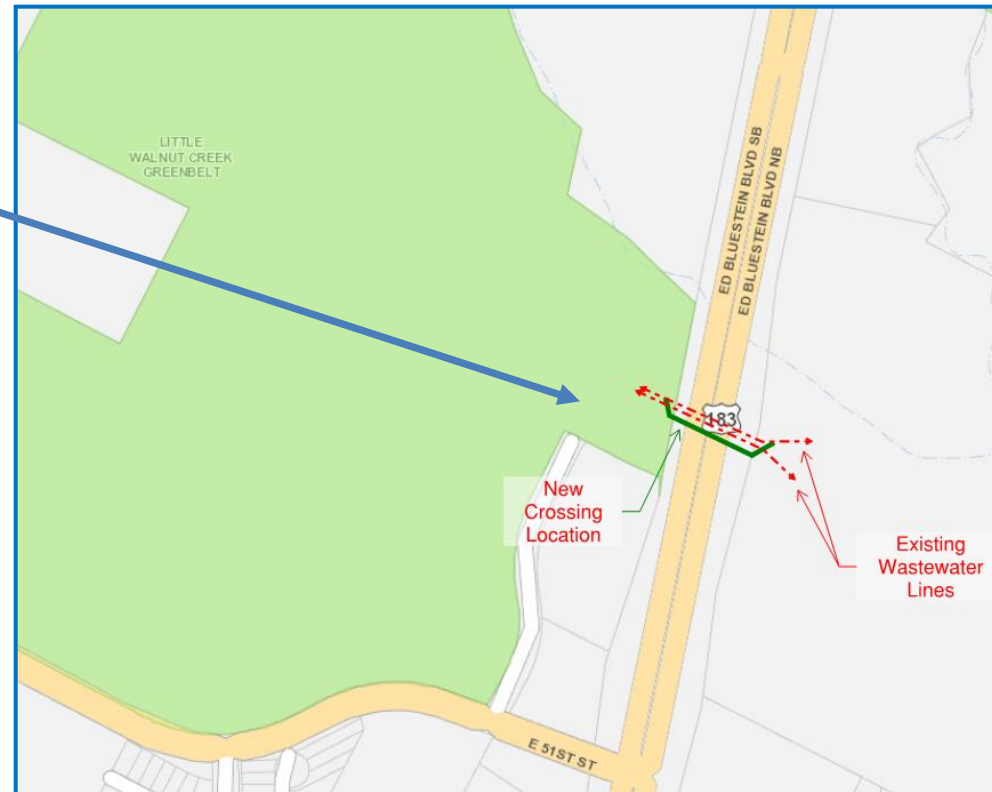 LITTLE
WALNUT CREEK
GREENBELT
ED BLUESTEIN BLVD SB
ED BLUESTEIN BLVD NB
183
New
Crossing
Location
Existing
Wastewater
Lines
E 51ST ST